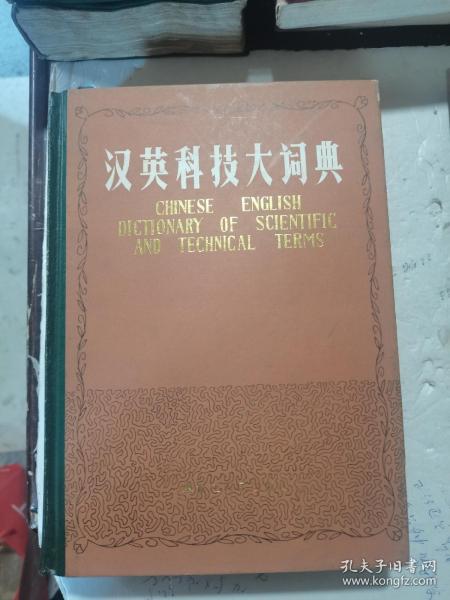 汉英科技大词典
CHINESE ENGLISH
DICTIONARY OF SCIENTIFIC
AND TECHNICAL TERMS
孔夫子旧书网
www.kongfz.com